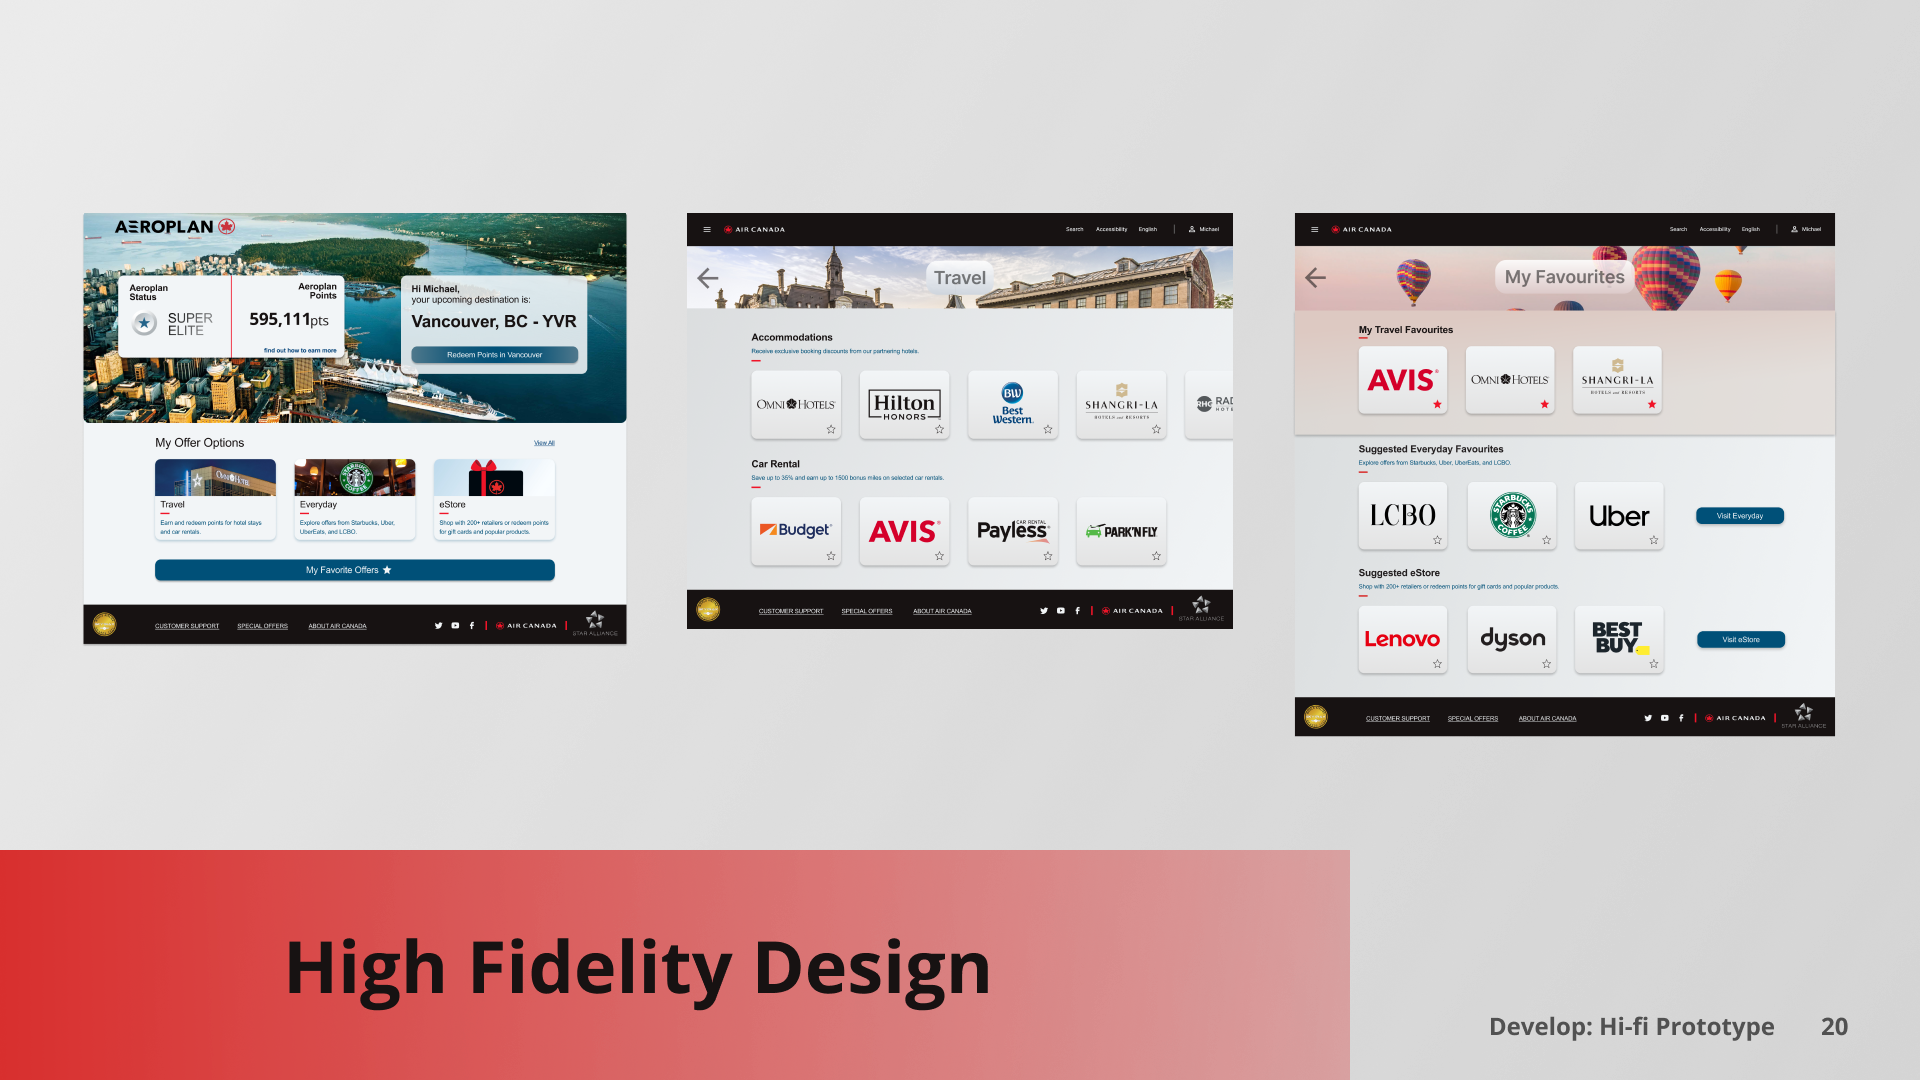 AEROPLAN
Aeroplan
Status
SUPER
ELITE
Aeroplan
Points
595,111pts
find out how to earn more
Hi Michael,
your upcoming destination is:
Vancouver, BC - YVR
Redeem Points in Vancouver
My Offer Options
View All
OMNI HOTEL
Travel
Earn and redeem points for hotel stays
and car rentals.
STARBUCKS
COFFEE
Everyday
Explore offers from Starbucks, Uber,
UberEats, and LCBO.
eStore
Shop with 200+ retailers or redeem points
for gift cards and popular products.
My Favorite Offers
CUSTOMER SUPPORT SPECIAL OFFERS ABOUT AIR CANADA
AIR CANADA
STAR ALLIANCE
AIR CANADA
Search Accessibility English Michael
Travel
Accommodations
Receive exclusive booking discounts from our partnering hotels.
OMNI HOTELS
Hilton
HONORS
BW
Best
Western
SHANGRI-LA
HOTELS and RESORTS
RHG RAD
HOTE
Car Rental
Save up to 35% and earn up to 1500 bonus miles on selected car rentals.
Budget
AVIS
CAR RENTAL
Payless
PARK'N FLY
CUSTOMER SUPPORT SPECIAL OFFERS ABOUT AIR CANADA
AIR CANADA
STAR ALLIANCE
AIR CANADA
Search Accessibility English Michael
My Favourites
My Travel Favourites
AVIS
OMNI HOTELS
SHANGRI-LA
HOTELS and RESORTS
Suggested Everyday Favourites
Explore offers from Starbucks, Uber, UberEats, and LCBO.
LCBO
STARBUCKS
COFFEE
Uber
Visit Everyday
Suggested eStore
Shop with 200+ retailers or redeem points for gift cards and popular products.
Lenovo
dyson
BEST
BUY
Visit eStore
CUSTOMER SUPPORT SPECIAL OFFERS ABOUT AIR CANADA
AIR CANADA
STAR ALLIANCE
High Fidelity Design
Develop: Hi-fi Prototype 20